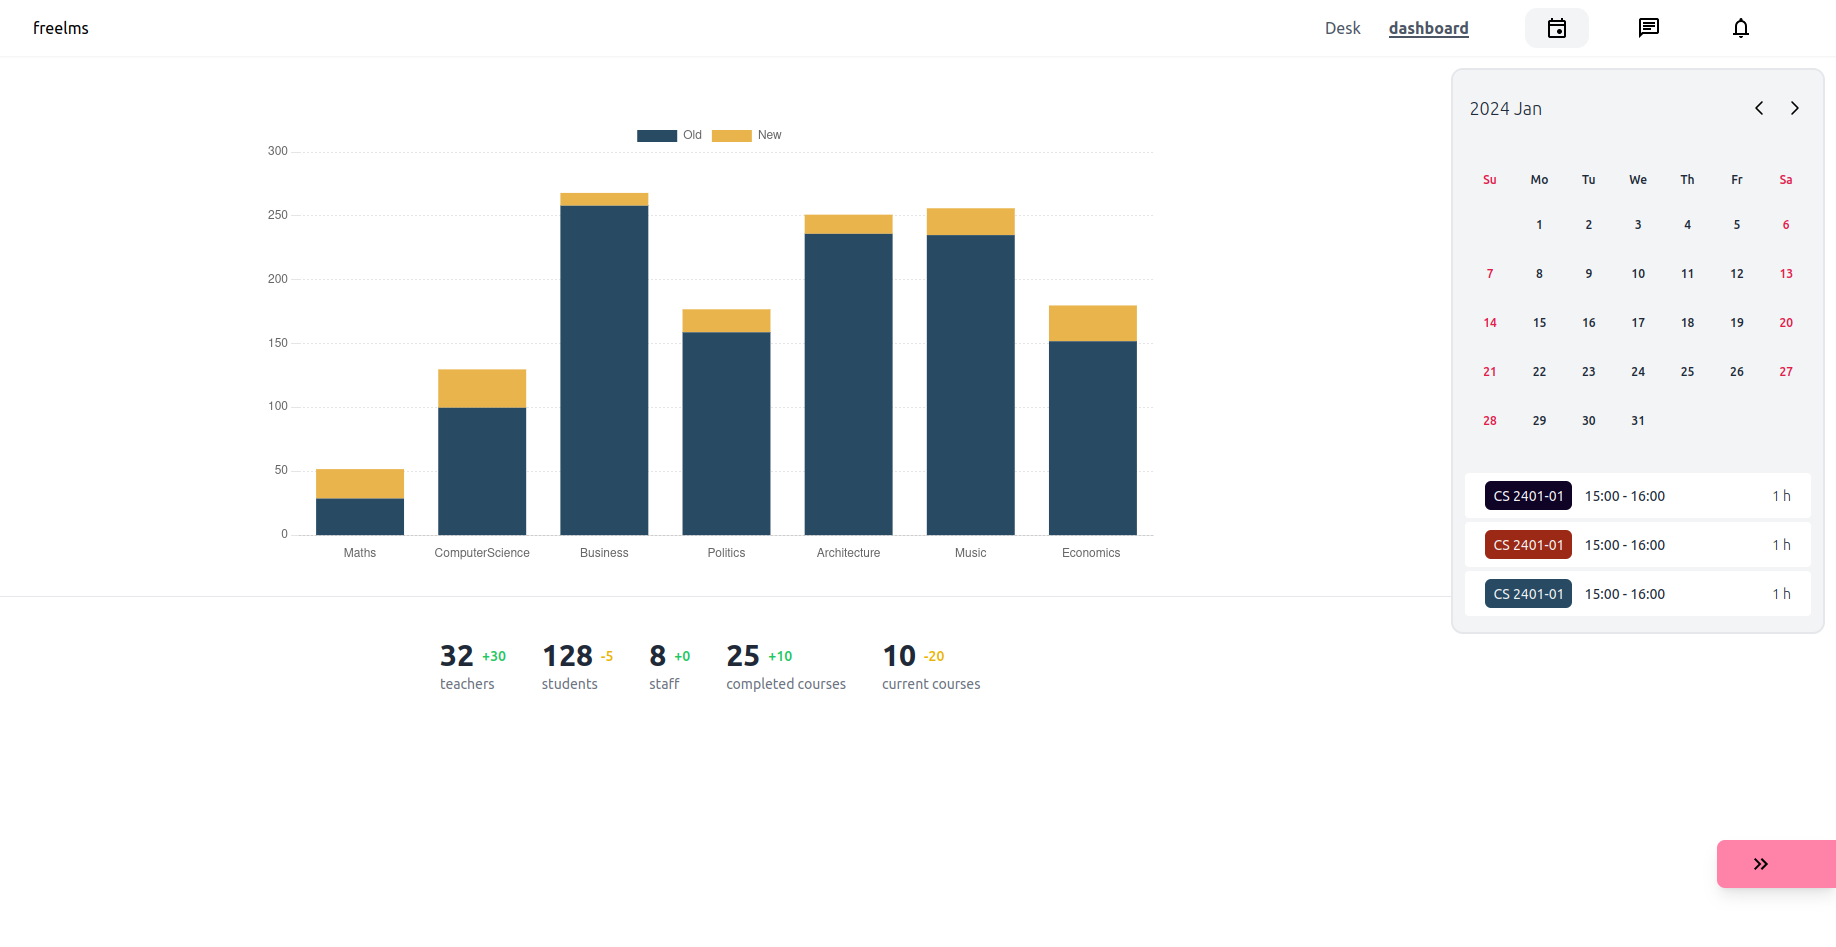 freelms
Desk dashboard
Old New
300
250
200
150
100
50
0
Maths ComputerScience Business Politics Architecture Music Economics
32 +30 128 -5 8 +0 25 +10 10 -20
teachers students staff completed courses current courses
2024 Jan
Su Mo Tu We Th Fr Sa
1 2 3 4 5 6
7 8 9 10 11 12 13
14 15 16 17 18 19 20
21 22 23 24 25 26 27
28 29 30 31
CS 2401-01 15:00 - 16:00 1 h
CS 2401-01 15:00 - 16:00 1 h
CS 2401-01 15:00 - 16:00 1 h